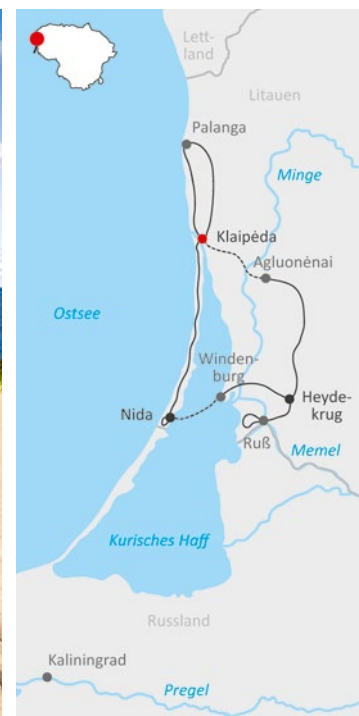 Lett-
land
Litauen
Palanga
Minge
Klaipėda
Agluonėnai
Ostsee
Winden-
burg
Heyde-
krug
Nida
Ruß
Memel
Kurisches Haff
Russland
Kaliningrad
Pregel